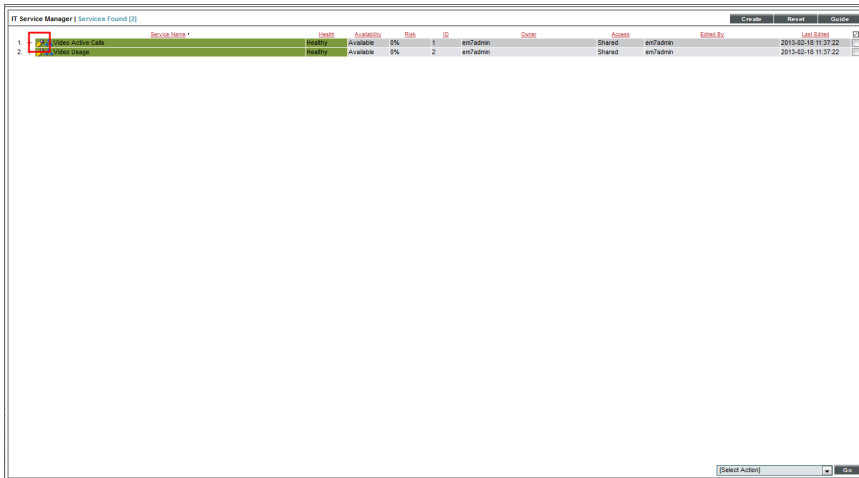 IT Service Manager | Services Found [2] Create Reset Guide
Service Name • Health Availability Risk ID Owner Access Edited By Last Edited
1. Video Active Calls Healthy Available 0% 1 em7admin Shared em7admin 2013-02-18 11:37:22
2. Video Usage Healthy Available 0% 2 em7admin Shared em7admin 2013-02-18 11:37:22
[Select Action] Go